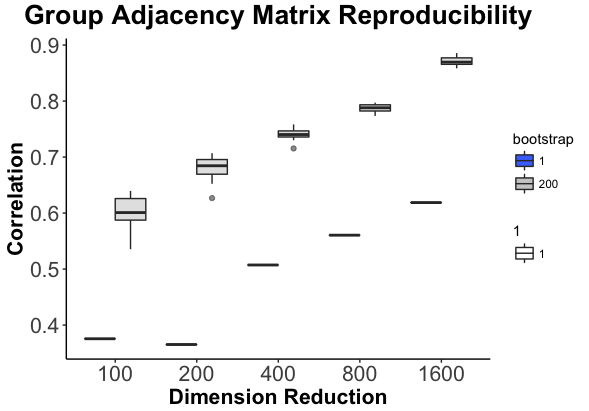 Group Adjacency Matrix Reproducibility
Correlation
0.9
0.8
0.7
0.6
0.5
0.4
100 200 400 800 1600
Dimension Reduction
bootstrap
1
200
1
1